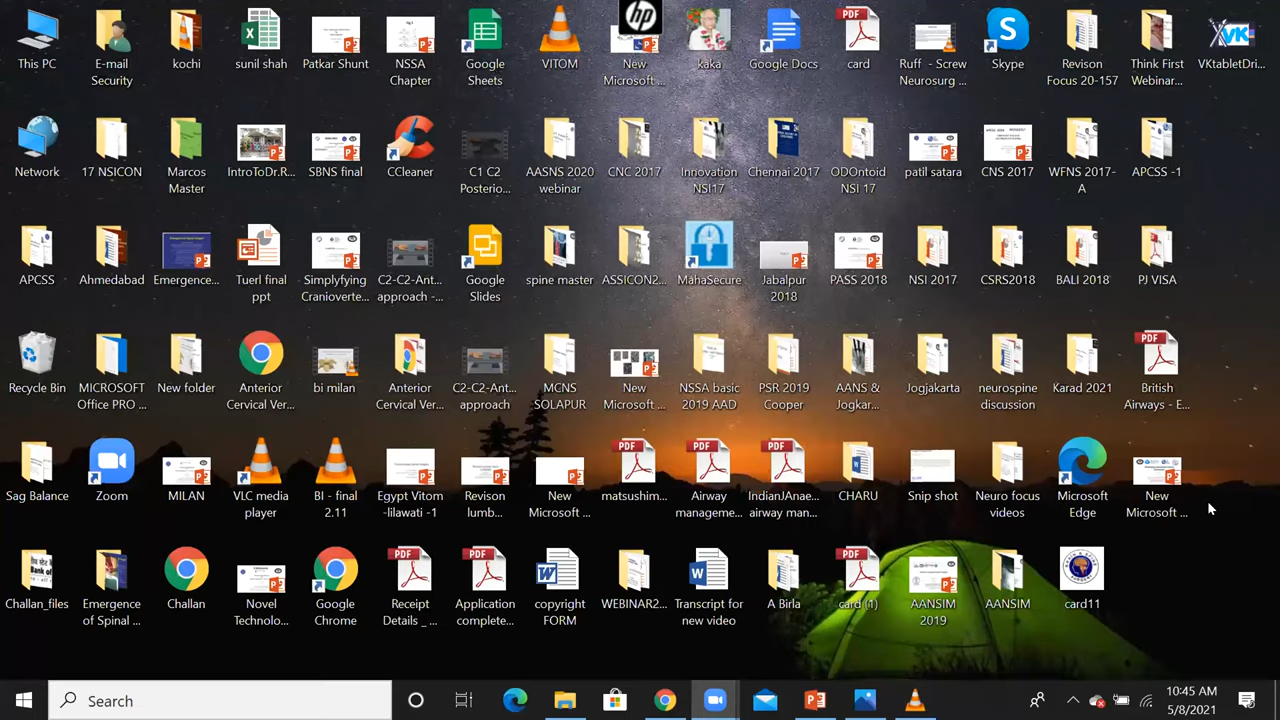 This PC
E-mail
Security
kochi
sunil shah
Patkar Shunt
NSSA
Chapter
Google
Sheets
VITOM
hp
New
Microsoft ...
kaka
Google Docs
PDF
card
Ruff - Screw
Neurosurg ...
Skype
Revison
Focus 20-157
Think First
Webinar...
VK
VKtabletDri...
Network
17 NSICON
Marcos
Master
IntroToDr.R...
SBNS final
CCleaner
C1 C2
Posterio...
AASNS 2020
webinar
CNC 2017
Innovation
NSI17
Chennai 2017
ODOntoid
NSI 17
patil satara
CNS 2017
WFNS 2017-
A
APCSS -1
APCSS
Ahmedabad
Emergence...
Tuerl final
ppt
Simplyfying
Cranioverte...
C2-C2-Ant...
approach -...
Google
Slides
spine master
ASSICON2...
MahaSecure
Jabalpur
2018
PASS 2018
NSI 2017
CSRS2018
BALI 2018
PJ VISA
Recycle Bin
MICROSOFT
Office PRO ...
New folder
Anterior
Cervical Ver...
bi milan
Anterior
Cervical Ver...
C2-C2-Ant...
approach
MCNS
SOLAPUR
New
Microsoft ...
NSSA basic
2019 AAD
PSR 2019
Cooper
AANS &
Jogkar...
Jogjakarta
neurospine
discussion
Karad 2021
PDF
British
Airways - E...
Sag Balance
Zoom
MILAN
VLC media
player
BI - final
2.11
Egypt Vitom
-lilawati -1
Revison
lumb...
New
Microsoft ...
PDF
matsushim...
PDF
Airway
manageme...
PDF
IndianJAnae...
airway man...
CHARU
Snip shot
Neuro focus
videos
Microsoft
Edge
New
Microsoft ...
Challan_files
Emergence
of Spinal ...
Challan
Novel
Technolo...
Google
Chrome
PDF
Receipt
Details _ ...
PDF
Application
complete...
copyright
FORM
WEBINAR2...
Transcript for
new video
A Birla
PDF
card (1)
AANSIM
2019
AANSIM
card11
Search
10:45 AM
5/8/2021